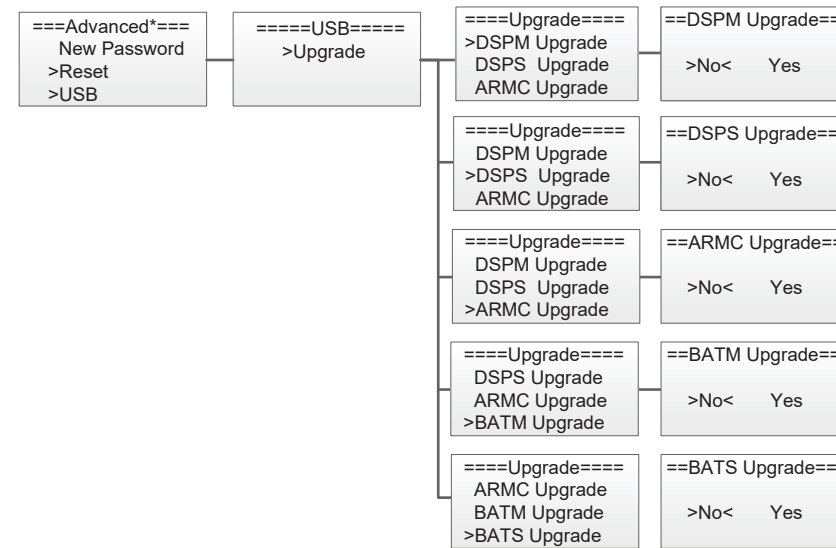 ===Advanced*===
New Password
>Reset
>USB
=====USB=====
>Upgrade
====Upgrade====
>DSPM Upgrade
DSPS Upgrade
ARMC Upgrade
==DSPM Upgrade==
>No< Yes
====Upgrade====
DSPM Upgrade
>DSPS Upgrade
ARMC Upgrade
==DSPS Upgrade==
>No< Yes
====Upgrade====
DSPM Upgrade
DSPS Upgrade
>ARMC Upgrade
==ARMC Upgrade==
>No< Yes
====Upgrade====
DSPS Upgrade
ARMC Upgrade
>BATM Upgrade
==BATM Upgrade==
>No< Yes
====Upgrade====
ARMC Upgrade
BATM Upgrade
>BATS Upgrade
==BATS Upgrade==
>No< Yes